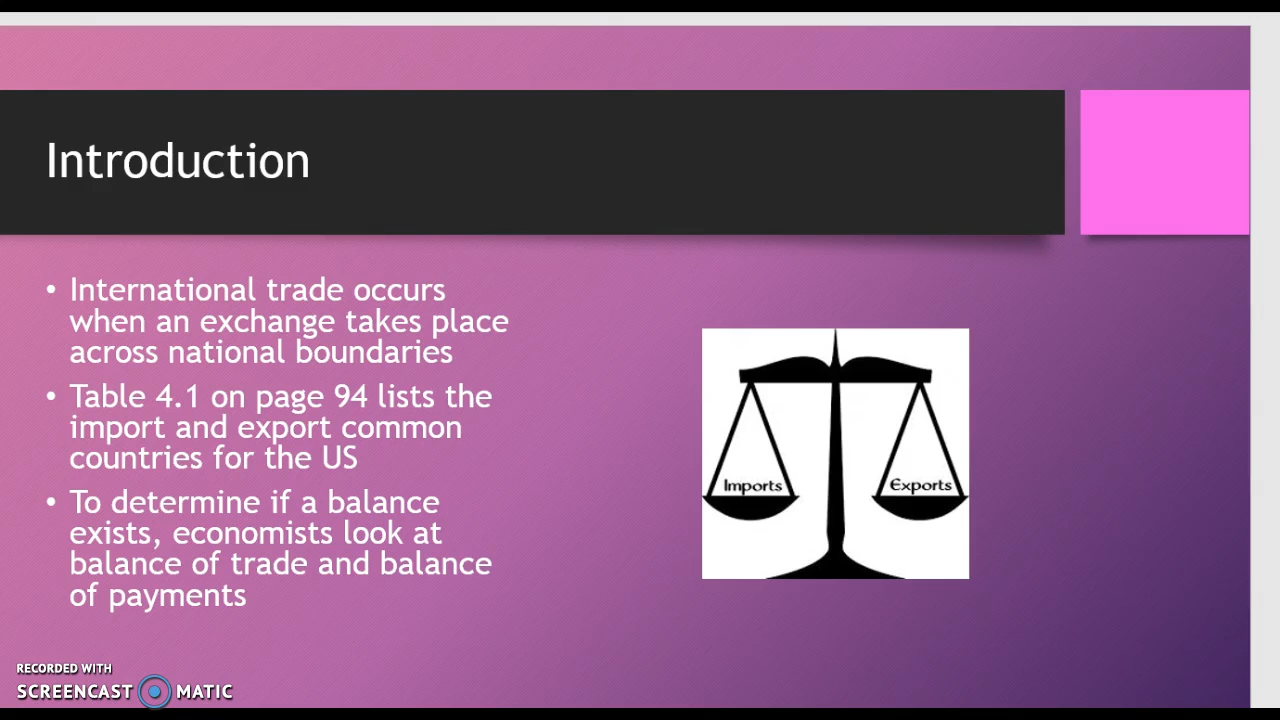 Introduction
• International trade occurs
when an exchange takes place
across national boundaries
• Table 4.1 on page 94 lists the
import and export common
countries for the US
• To determine if a balance
exists, economists look at
balance of trade and balance
of payments
Imports
Exports
RECORDED WITH
SCREENCAST MATIC